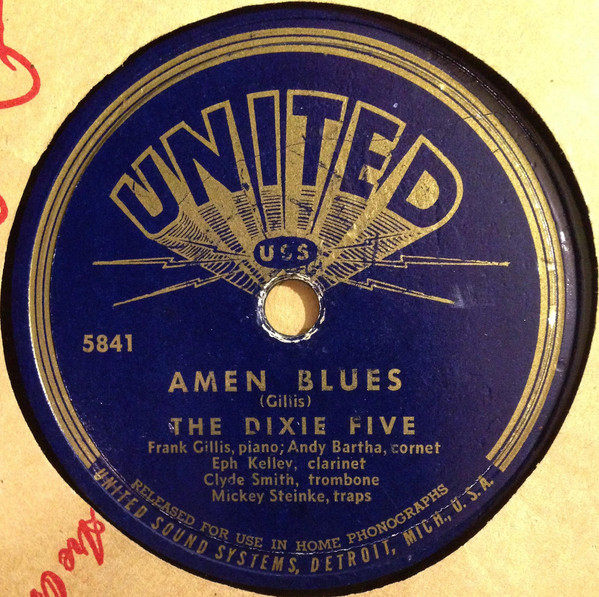 UNITED
USS
5841
AMEN BLUES
(Gillis)
THE DIXIE FIVE
Frank Gillis, piano; Andy Bartha, cornet
Eph Kelley, clarinet
Clyde Smith, trombone
Mickey Steinke, traps
RELEASED FOR USE IN HOME PHONOGRAPHS
UNITED SOUND SYSTEMS, DETROIT, MICH., U. S. A.